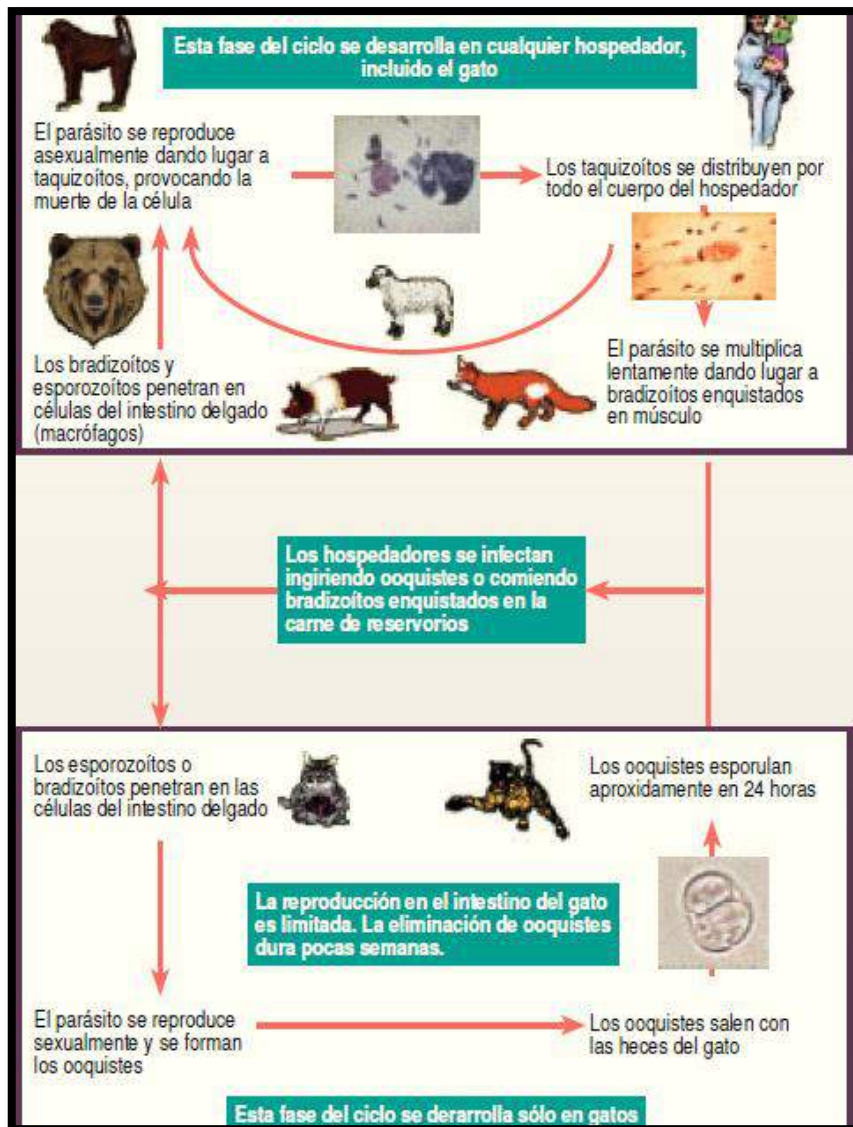 Esta fase del ciclo se desarrolla en cualquier hospedador,
incluido el gato
El parásito se reproduce
asexualmente dando lugar a
taquizoítos, provocando la
muerte de la célula
Los taquizoítos se distribuyen por
todo el cuerpo del hospedador
Los bradizoítos y
esporozoítos penetran en
células del intestino delgado
(macrófagos)
El parásito se multiplica
lentamente dando lugar a
bradizoítos enquistados
en músculo
Los hospedadores se infectan
ingiriendo ooquistes o comiendo
bradizoítos enquistados en la
carne de reservorios
Los esporozoítos o
bradizoítos penetran en las
células del intestino delgado
Los ooquistes esporulan
aproxidamente en 24 horas
La reproducción en el intestino del gato
es limitada. La eliminación de ooquistes
dura pocas semanas.
El parásito se reproduce
sexualmente y se forman
los ooquistes
Los ooquistes salen con
las heces del gato
Esta fase del ciclo se derarrolla sólo en gatos